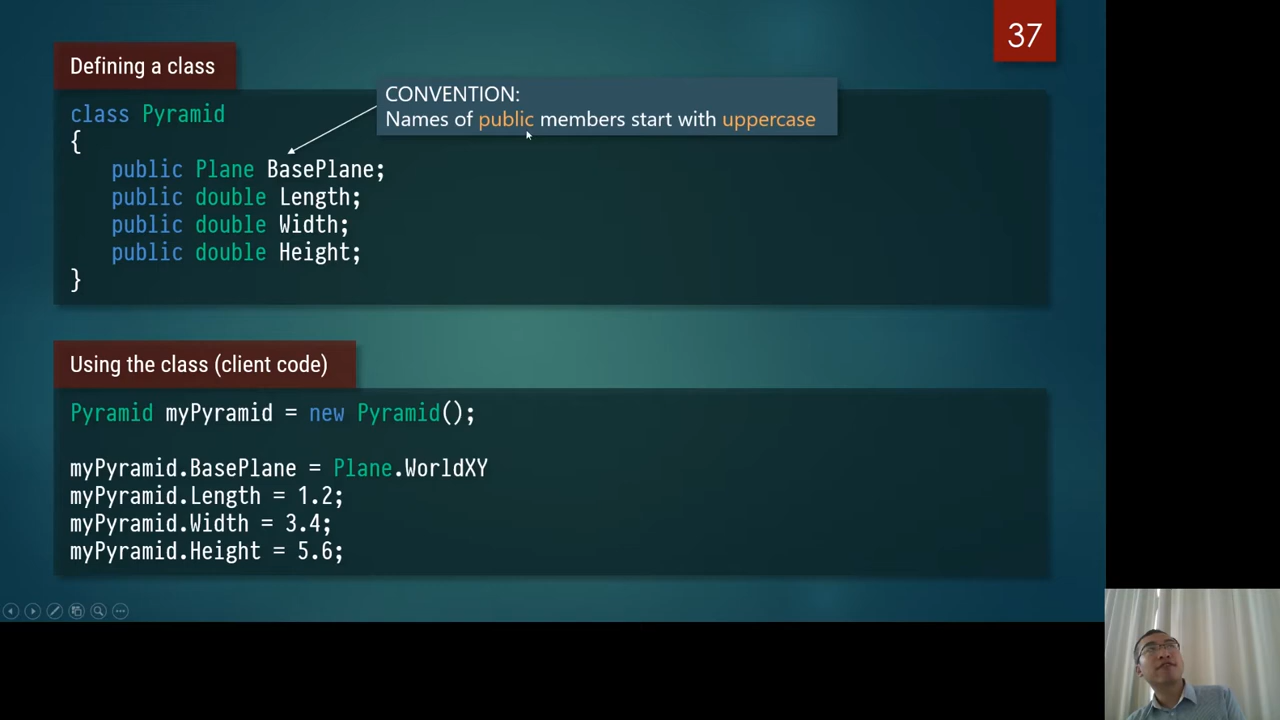 37
Defining a class
CONVENTION:
Names of public members start with uppercase
class Pyramid
{
public Plane BasePlane;
public double Length;
public double Width;
public double Height;
}
Using the class (client code)
Pyramid myPyramid = new Pyramid();
myPyramid.BasePlane = Plane.WorldXY
myPyramid.Length = 1.2;
myPyramid.Width = 3.4;
myPyramid.Height = 5.6;